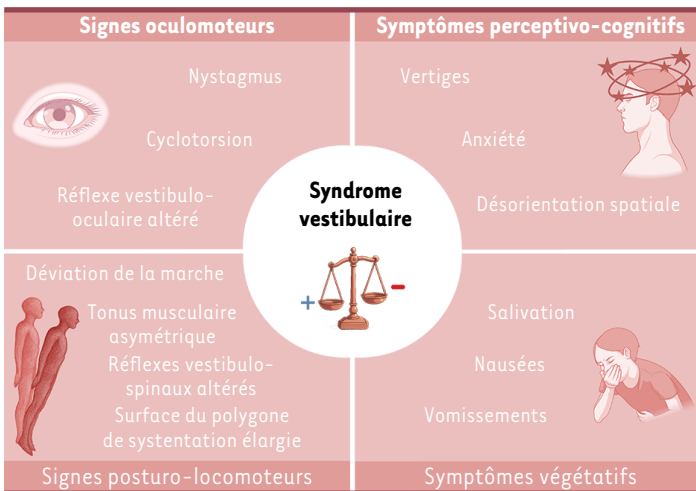 Signes oculomoteurs
Nystagmus
Cyclotorsion
Réflexe vestibulo-
oculaire altéré
Symptômes perceptivo-cognitifs
Vertiges
Anxiété
Désorientation spatiale
Syndrome
vestibulaire
+
-
Déviation de la marche
Tonus musculaire
asymétrique
Réflexes vestibulo-
spinaux altérés
Surface du polygone
de systentation élargie
Signes posturo-locomoteurs
Salivation
Nausées
Vomissements
Symptômes végétatifs